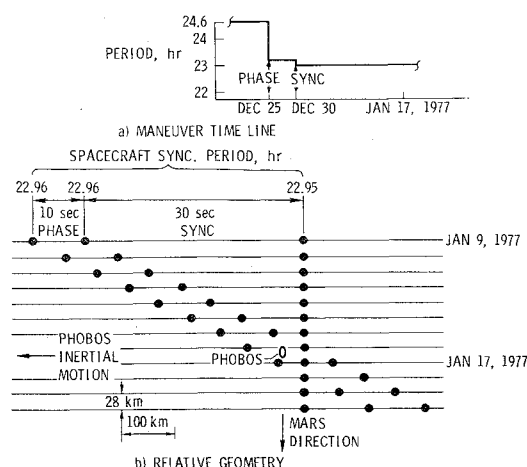 24.6
24
PERIOD, hr
23
PHASE
SYNC
22
DEC 25
DEC 30
JAN 17, 1977
a) MANEUVER TIME LINE
SPACECRAFT SYNC. PERIOD, hr
22.96 22.96 22.95
10 sec
PHASE
30 sec
SYNC
JAN 9, 1977
PHOBOS
INERTIAL
MOTION
PHOBOS
JAN 17, 1977
28 km
100 km
MARS
DIRECTION
b) RELATIVE GEOMETRY